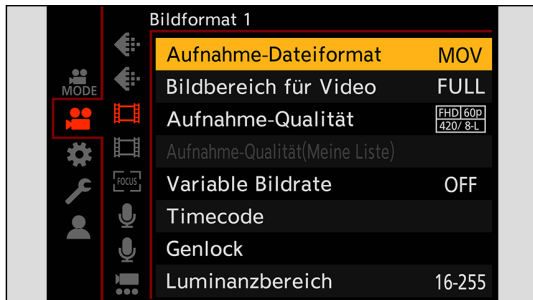 Bildformat 1
MODE
FOCUS
Aufnahme-Dateiformat MOV
Bildbereich für Video FULL
Aufnahme-Qualität FHD 60p 420/ 8-L
Aufnahme-Qualität(Meine Liste)
Variable Bildrate OFF
Timecode
Genlock
Luminanzbereich 16-255